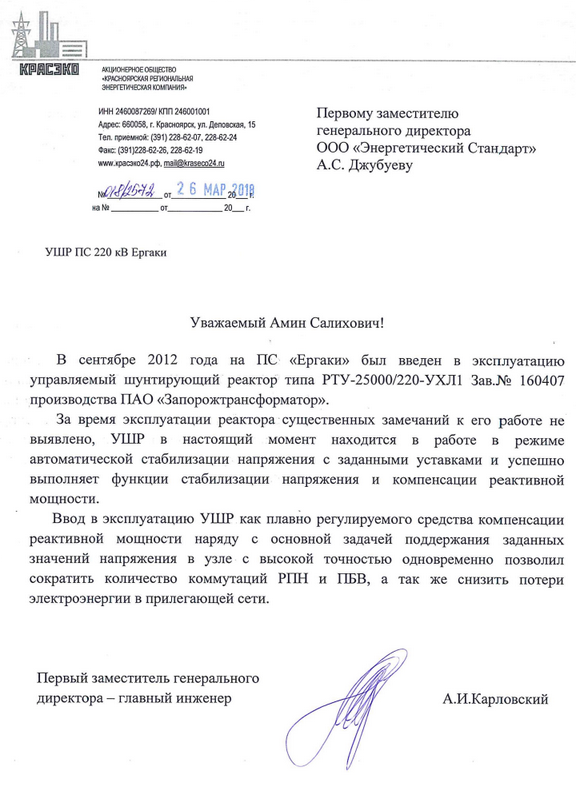 КРАСЭКО
АКЦИОНЕРНОЕ ОБЩЕСТВО
«КРАСНОЯРСКАЯ РЕГИОНАЛЬНАЯ
ЭНЕРГЕТИЧЕСКАЯ КОМПАНИЯ»
ИНН 2460087269/ КПП 246001001
Адрес: 660058, г. Красноярск, ул. Деповская, 15
Тел. приемной: (391) 228-62-07, 228-62-24
Факс: (391)228-62-26, 228-62-19
www.красэко24.рф, mail@kraseco24.ru
№018/2572 от 26 МАР 2018 20___ г.
на № ____________ от______________ 20___ г.
Первому заместителю
генерального директора
ООО «Энергетический Стандарт»
А.С. Джубуеву
УШР ПС 220 кВ Ергаки
Уважаемый Амин Салихович!
В сентябре 2012 года на ПС «Ергаки» был введен в эксплуатацию
управляемый шунтирующий реактор типа РТУ-25000/220-УХЛ1 Зав.№ 160407
производства ПАО «Запорожтрансформатор».
За время эксплуатации реактора существенных замечаний к его работе не
выявлено, УШР в настоящий момент находится в работе в режиме
автоматической стабилизации напряжения с заданными уставками и успешно
выполняет функции стабилизации напряжения и компенсации реактивной
мощности.
Ввод в эксплуатацию УШР как плавно регулируемого средства компенсации
реактивной мощности наряду с основной задачей поддержания заданных
значений напряжения в узле с высокой точностью одновременно позволил
сократить количество коммутаций РПН и ПБВ, а так же снизить потери
электроэнергии в прилегающей сети.
Первый заместитель генерального
директора – главный инженер
А.И.Карловский